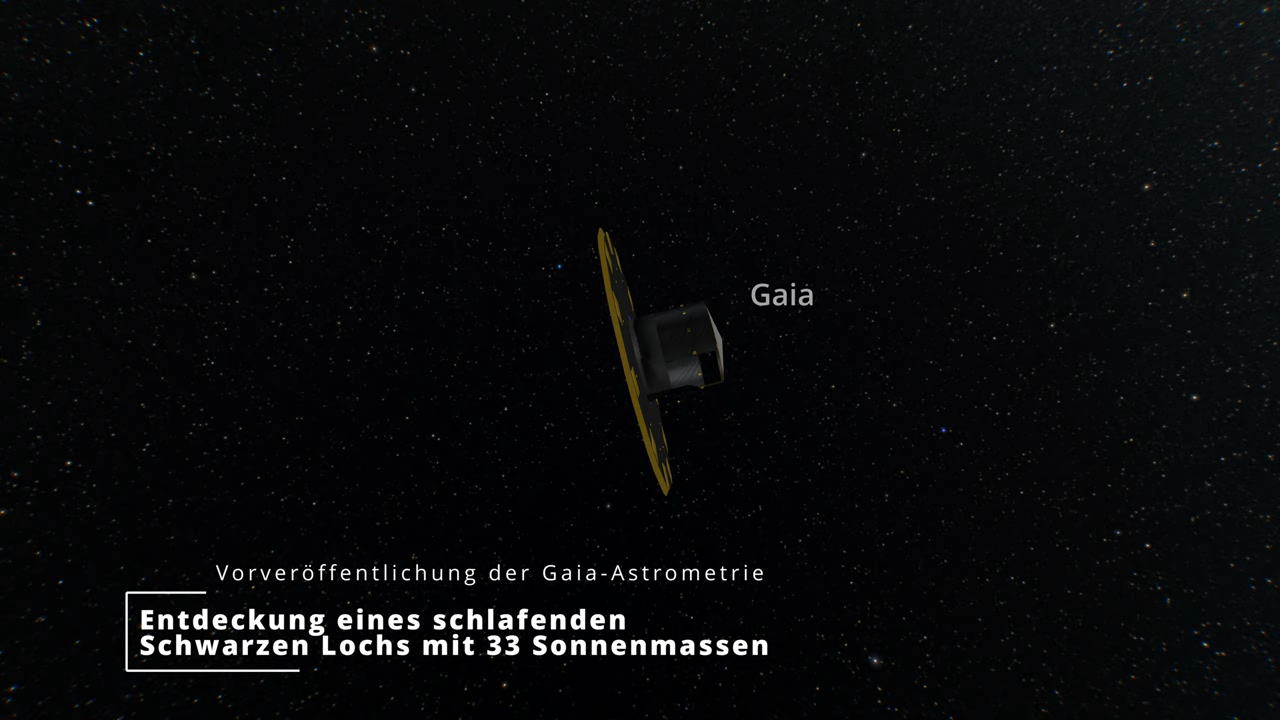 Gaia
Vorveröffentlichung der Gaia-Astrometrie
Entdeckung eines schlafenden
Schwarzen Lochs mit 33 Sonnenmassen